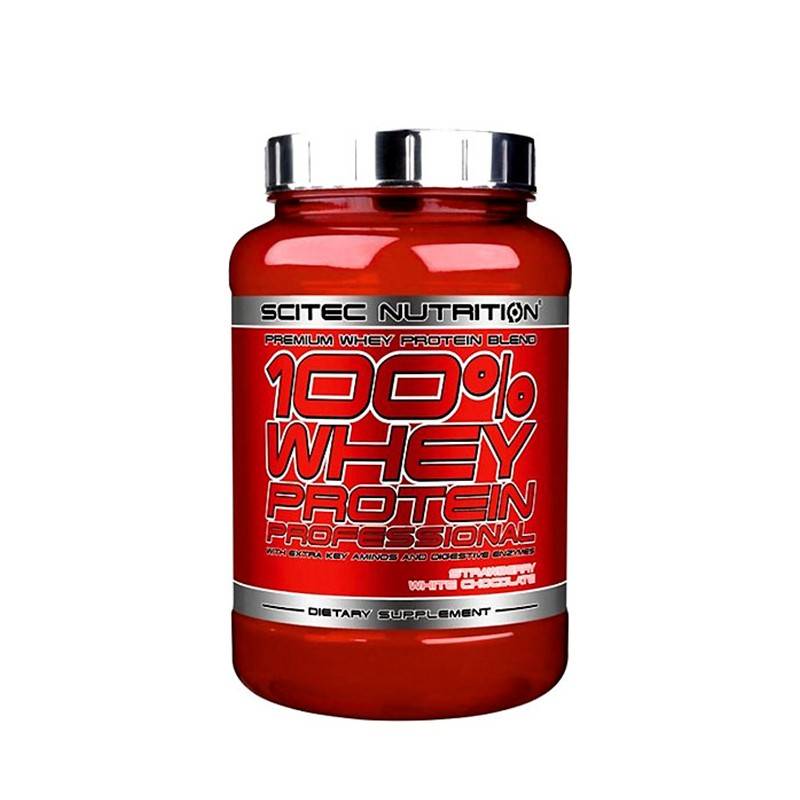 SCITEC NUTRITION
PREMIUM WHEY PROTEIN BLEND
100%
WHEY
PROTEIN
PROFESSIONAL
WITH EXTRA KEY AMINOS AND DIGESTIVE ENZYMES
STRAWBERRY
WHITE CHOCOLATE
DIETARY SUPPLEMENT